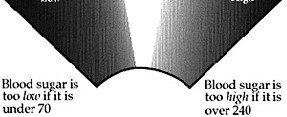 Blood sugar is
too low if it is
under 70
Blood sugar is
too high if it is
over 240